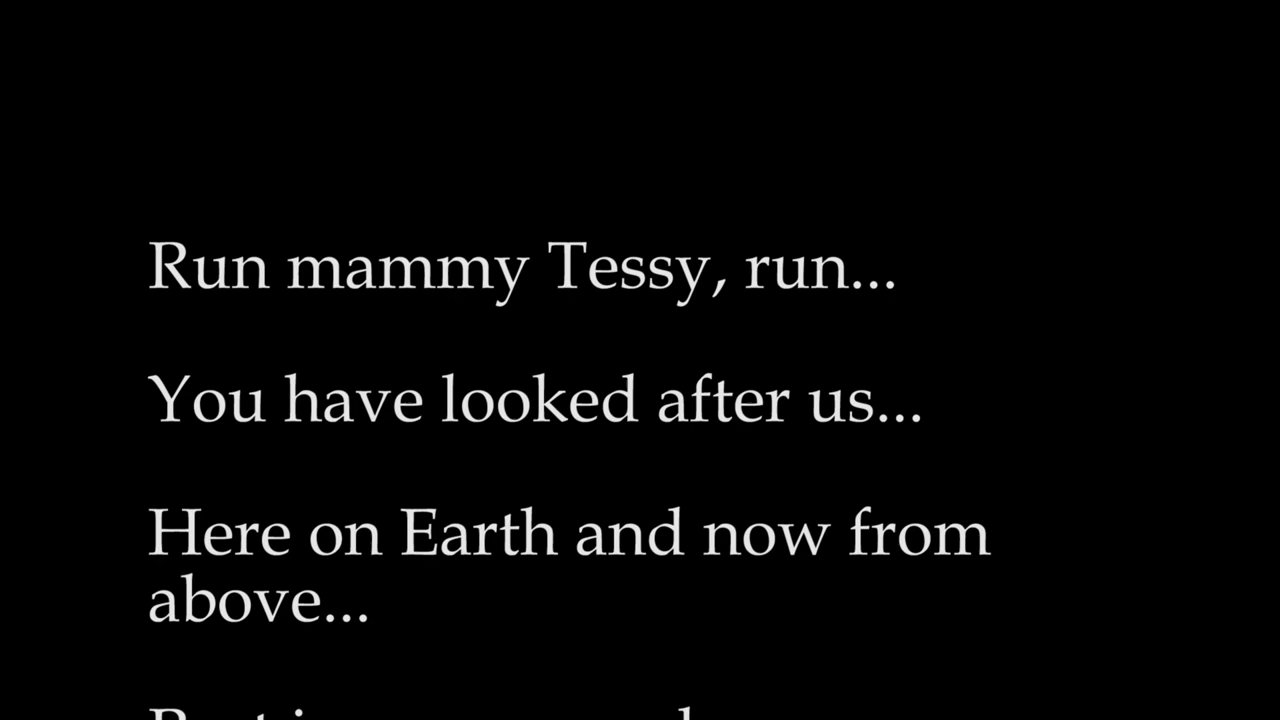 Run mammy Tessy, run...
You have looked after us...
Here on Earth and now from
above...